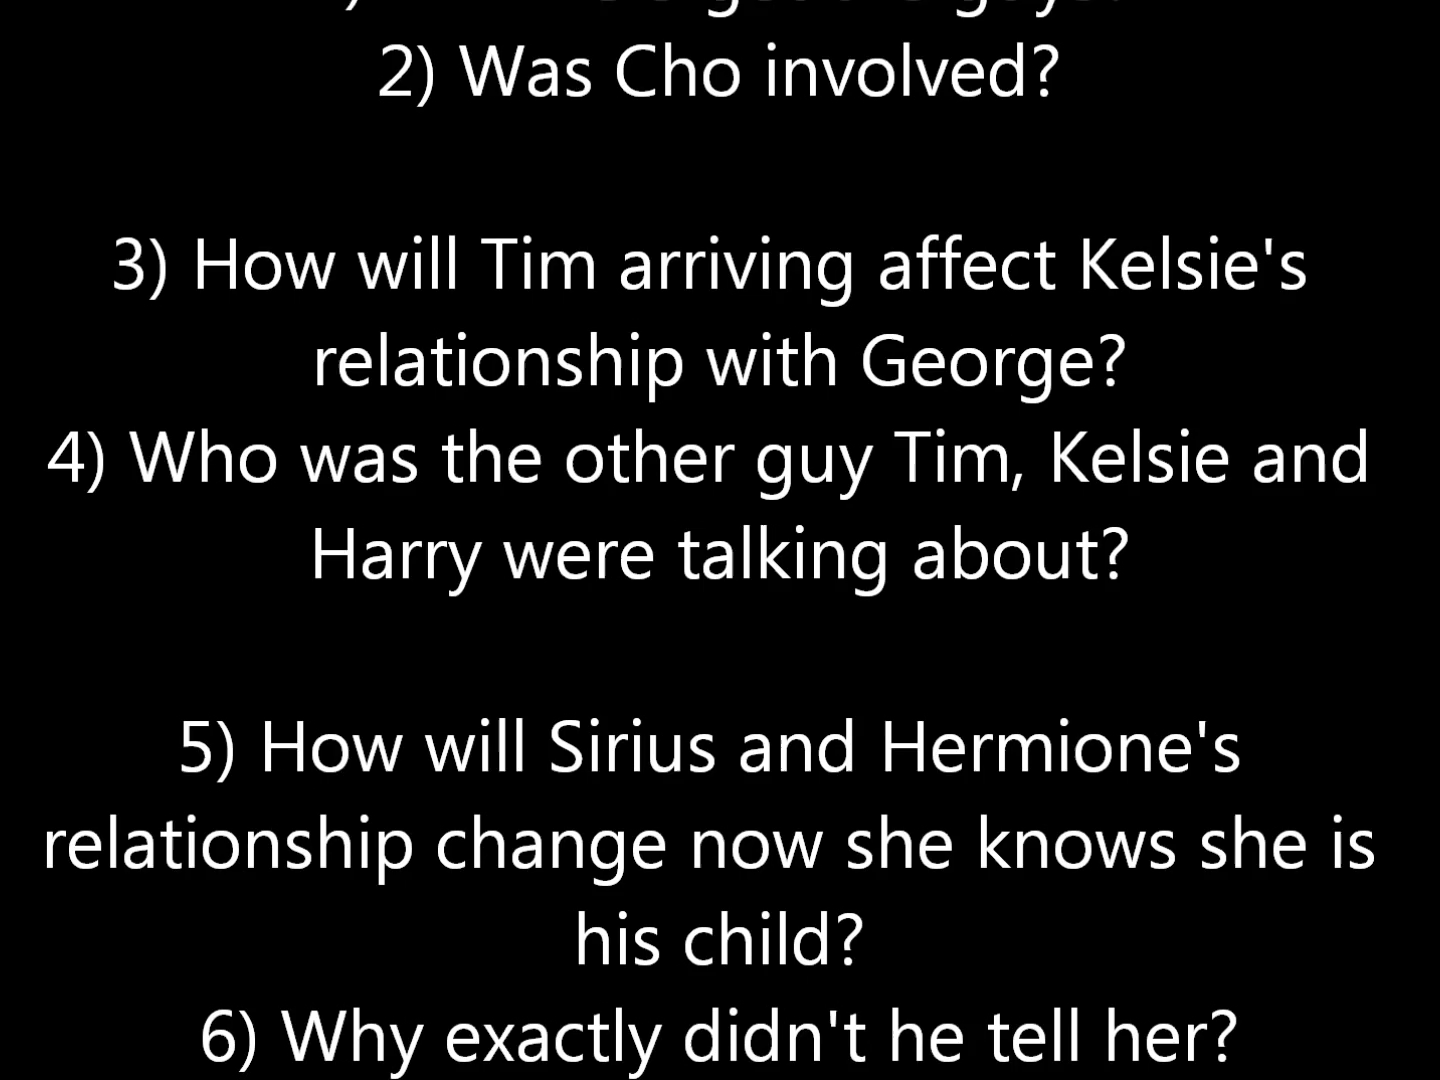 2) Was Cho involved?
3) How will Tim arriving affect Kelsie's
relationship with George?
4) Who was the other guy Tim, Kelsie and
Harry were talking about?
5) How will Sirius and Hermione's
relationship change now she knows she is
his child?
6) Why exactly didn't he tell her?